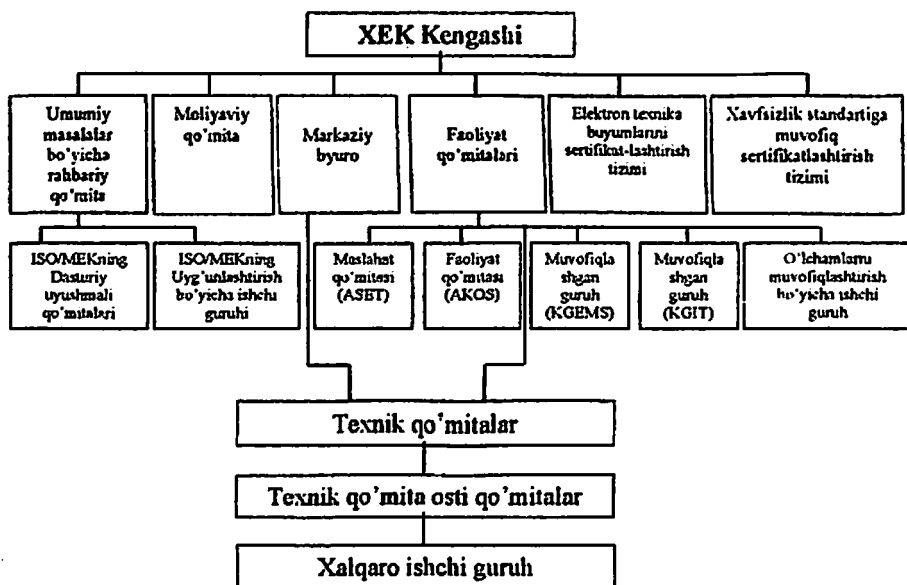 XEK Kengashi
Umumiy
masalalar
bo'yicha
rahbariy
qo'mita
Moliyaviy
qo'mita
Markaziy
byuro
Faoliyat
qo'mitalari
Elektron texnika
buyumlarini
sertifikat-lashtirish
tizimi
Xavfsizlik standartiga
muvofiq
sertifikatlashtirish
tizimi
ISO/MEKning
Dasturiy
uyushmali
qo'mitalari
ISO/MEKning
Uyg'unlashtirish
bo'yicha ishchi
guruhi
Maslahat
qo'mitasi
(ASET)
Faoliyat
qo'mitasi
(AKOS)
Muvofiqla
shgan
guruh
(KGEMS)
Muvofiqla
shgan
guruh
(KGIT)
O'lchamlarni
muvofiqlashtirish
bo'yicha ishchi
guruh
Texnik qo'mitalar
Texnik qo'mita osti qo'mitalar
Xalqaro ishchi guruh